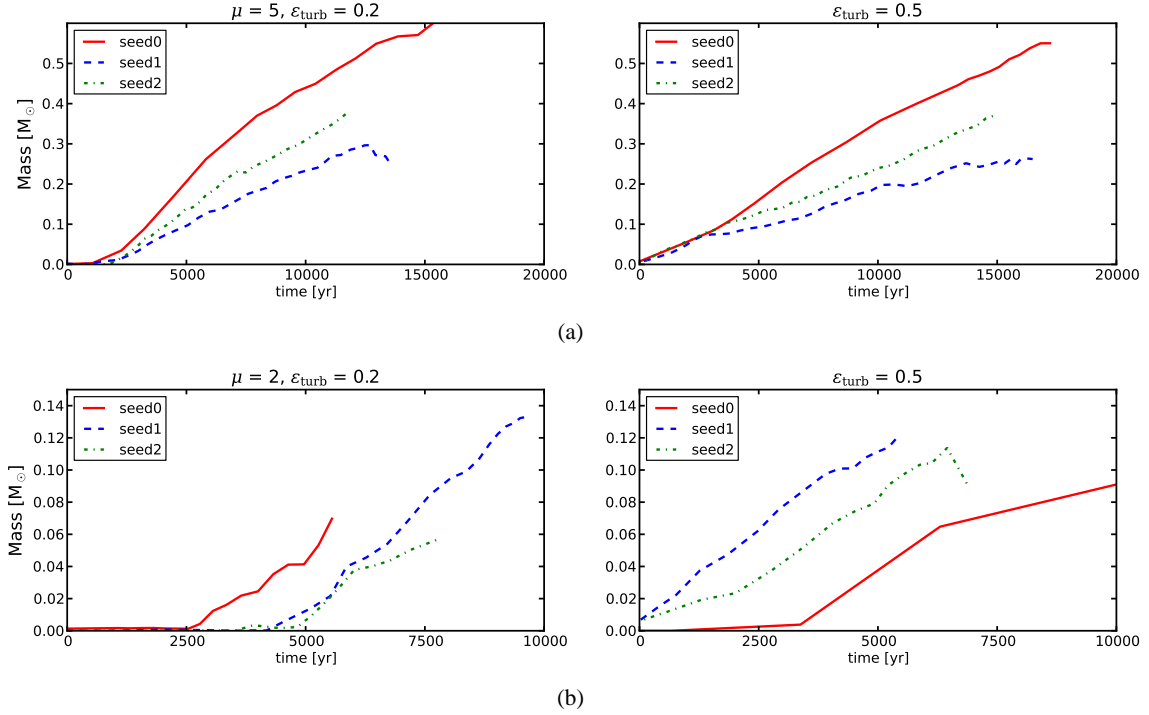 μ = 5, ε_turb = 0.2
seed0
seed1
seed2
Mass [M_⊙]
0.5
0.4
0.3
0.2
0.1
0.0
0 5000 10000 15000 20000
time [yr]
ε_turb = 0.5
seed0
seed1
seed2
0.5
0.4
0.3
0.2
0.1
0.0
0 5000 10000 15000 20000
time [yr]
(a)
μ = 2, ε_turb = 0.2
seed0
seed1
seed2
Mass [M_⊙]
0.14
0.12
0.10
0.08
0.06
0.04
0.02
0.00
0 2500 5000 7500 10000
time [yr]
ε_turb = 0.5
seed0
seed1
seed2
0.14
0.12
0.10
0.08
0.06
0.04
0.02
0.00
0 2500 5000 7500 10000
time [yr]
(b)